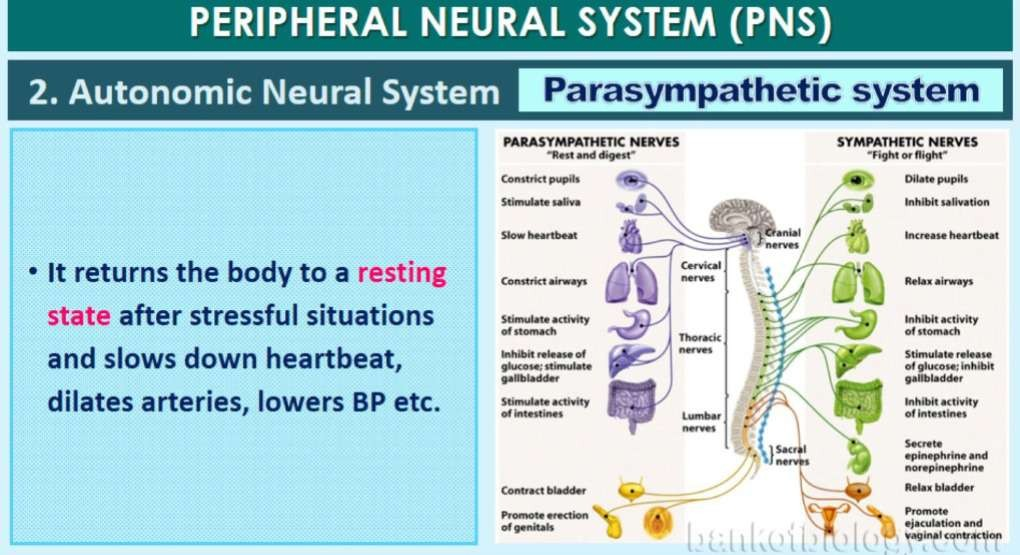 PERIPHERAL NEURAL SYSTEM (PNS)
2. Autonomic Neural System
Parasympathetic system
• It returns the body to a resting
state after stressful situations
and slows down heartbeat,
dilates arteries, lowers BP etc.
PARASYMPATHETIC NERVES
"Rest and digest"
Constrict pupils
Stimulate saliva
Slow heartbeat
Constrict airways
Stimulate activity
of stomach
Inhibit release of
glucose; stimulate
gallbladder
Stimulate activity
of intestines
Contract bladder
Promote erection
of genitals
Cranial
nerves
Cervical
nerves
Thoracic
nerves
Lumbar
nerves
Sacral
nerves
SYMPATHETIC NERVES
"Fight or flight"
Dilate pupils
Inhibit salivation
Increase heartbeat
Relax airways
Inhibit activity
of stomach
Stimulate release
of glucose; inhibit
gallbladder
Inhibit activity
of intestines
Secrete
epinephrine and
norepinephrine
Relax bladder
Promote
ejaculation and
vaginal contraction
bankofbiology.com